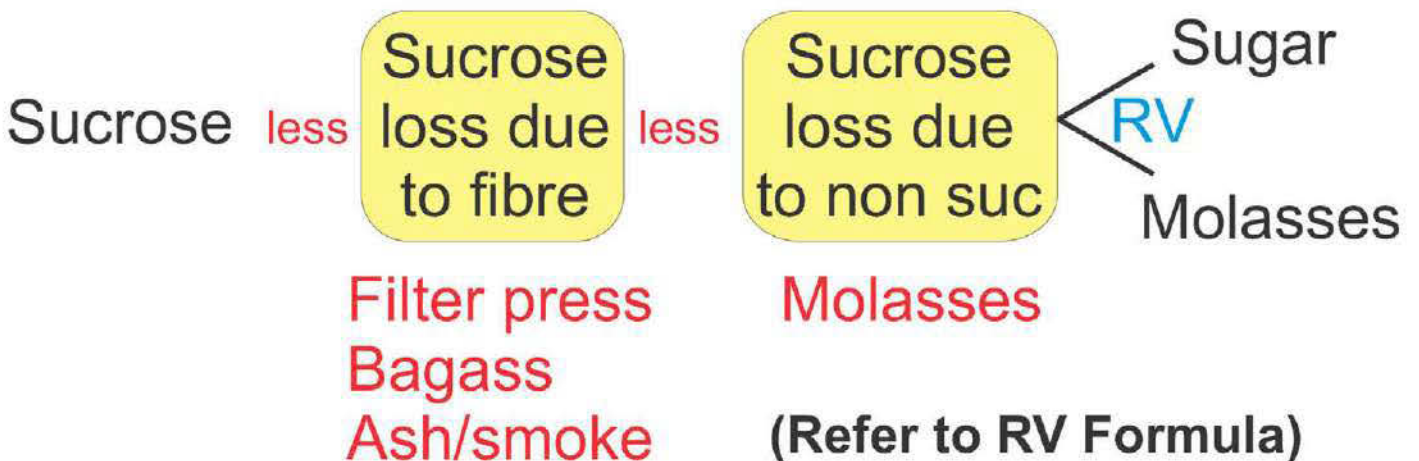 Sucrose less
Sucrose
loss due
to fibre
less
Sucrose
loss due
to non suc
Sugar
RV
Molasses
Filter press
Bagass
Ash/smoke
Molasses
(Refer to RV Formula)